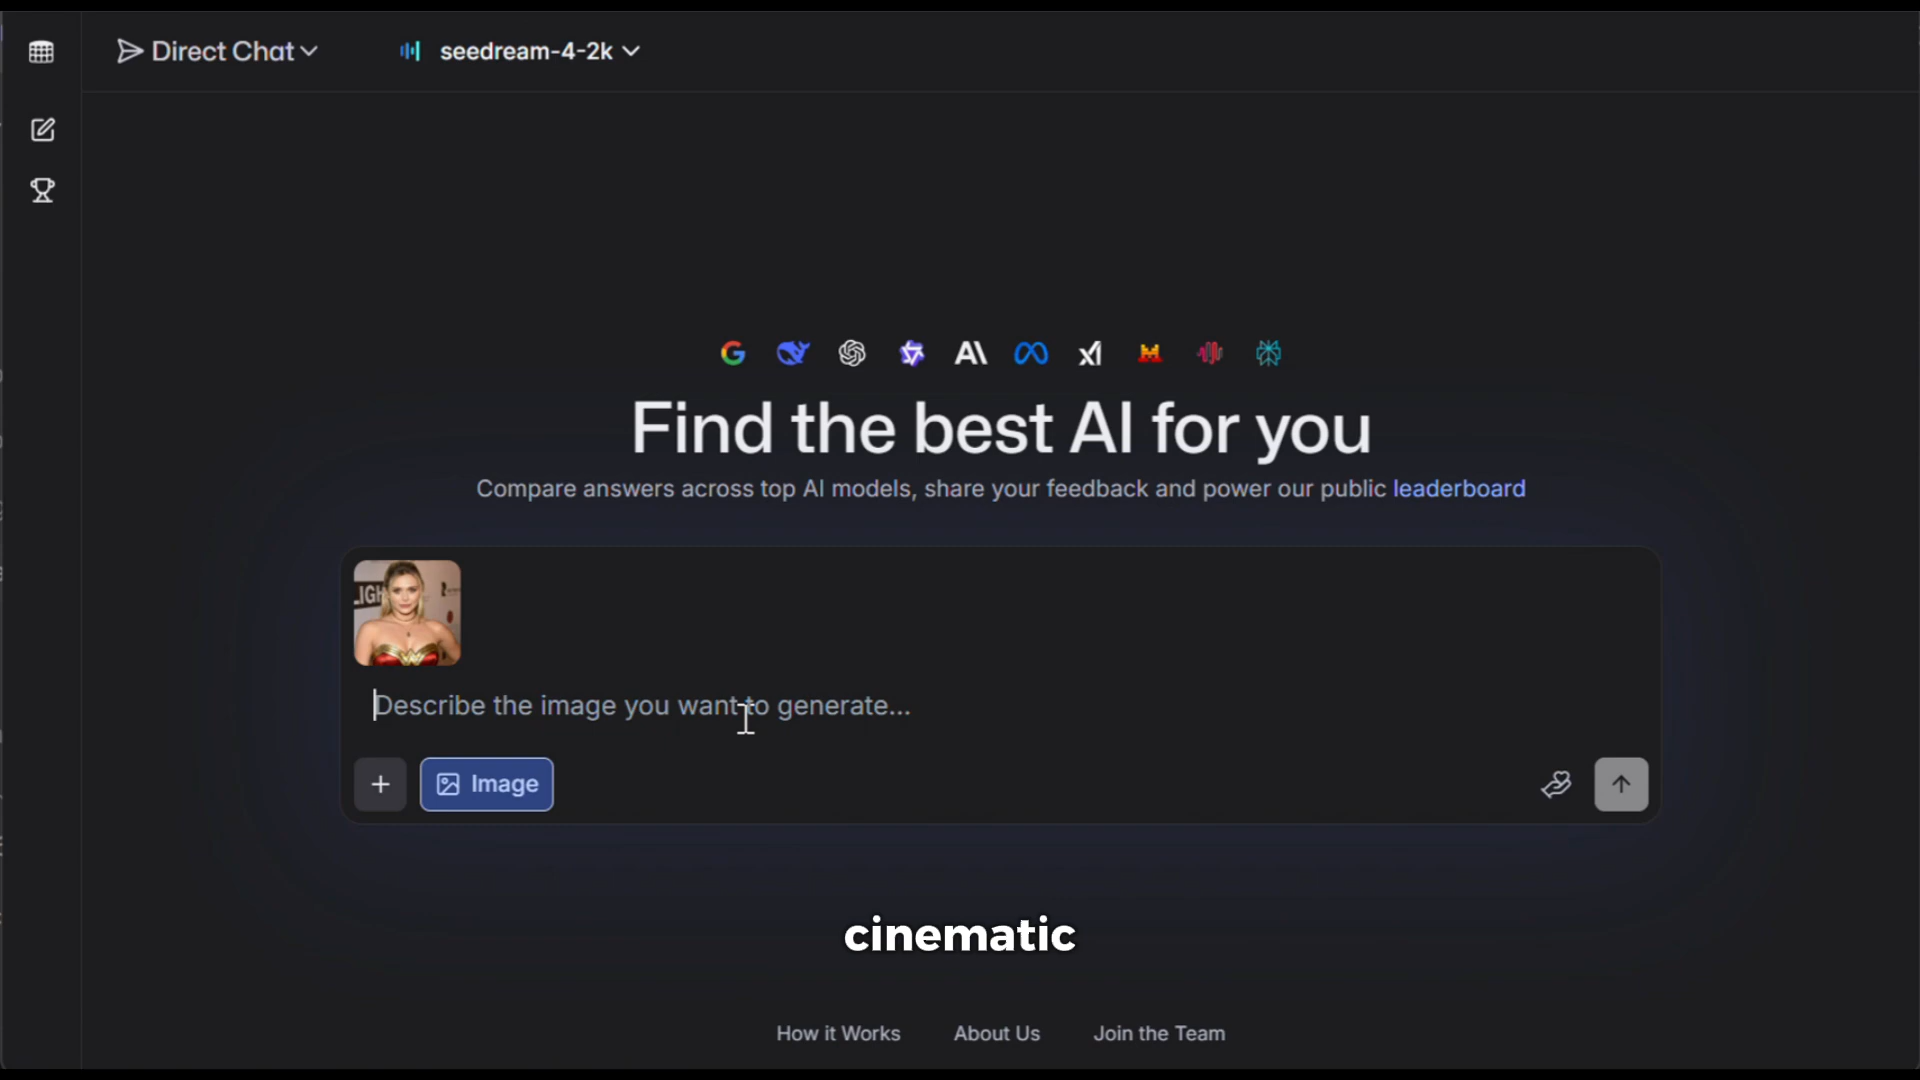 Direct Chat
seedream-4-2k
Find the best AI for you
Compare answers across top AI models, share your feedback and power our public leaderboard
Describe the image you want to generate...
Image
cinematic
How it Works
About Us
Join the Team